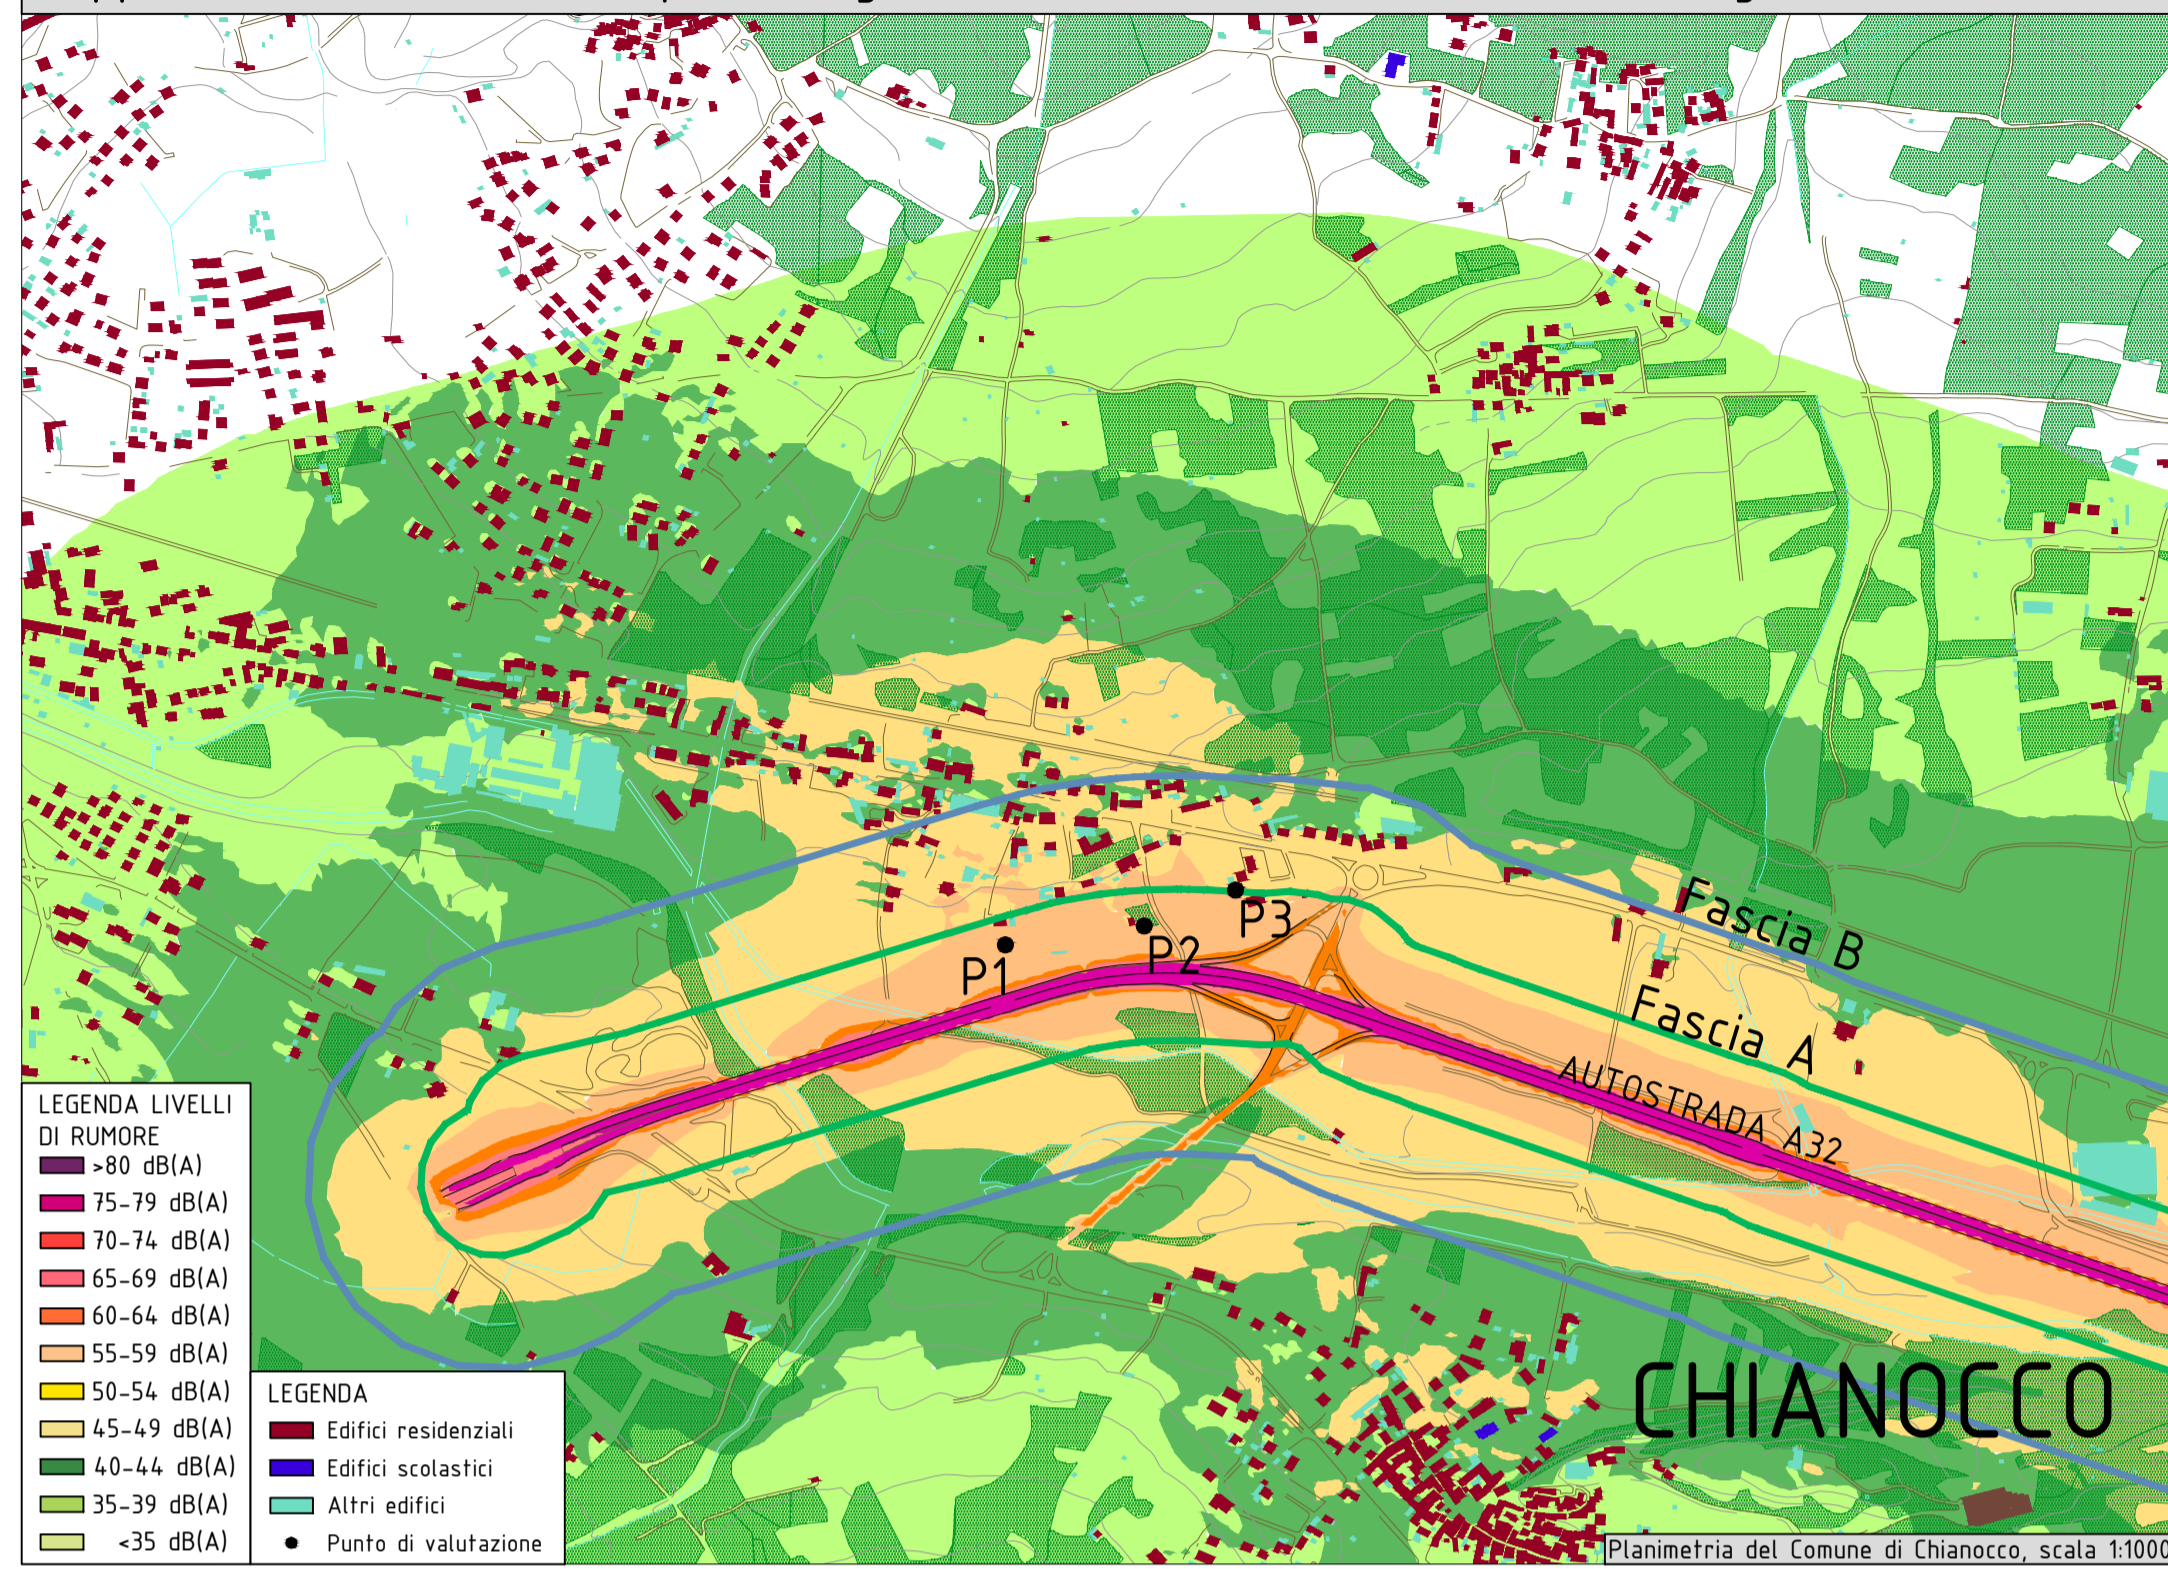 P3
P2
P1
Fascia B
Fascia A
AUTOSTRADA A32
CHIANOCCO
LEGENDA LIVELLI
DI RUMORE
>80 dB(A)
75-79 dB(A)
70-74 dB(A)
65-69 dB(A)
60-64 dB(A)
55-59 dB(A)
50-54 dB(A)
45-49 dB(A)
40-44 dB(A)
35-39 dB(A)
<35 dB(A)
LEGENDA
Edifici residenziali
Edifici scolastici
Altri edifici
Punto di valutazione
Planimetria del Comune di Chianocco, scala 1:1000